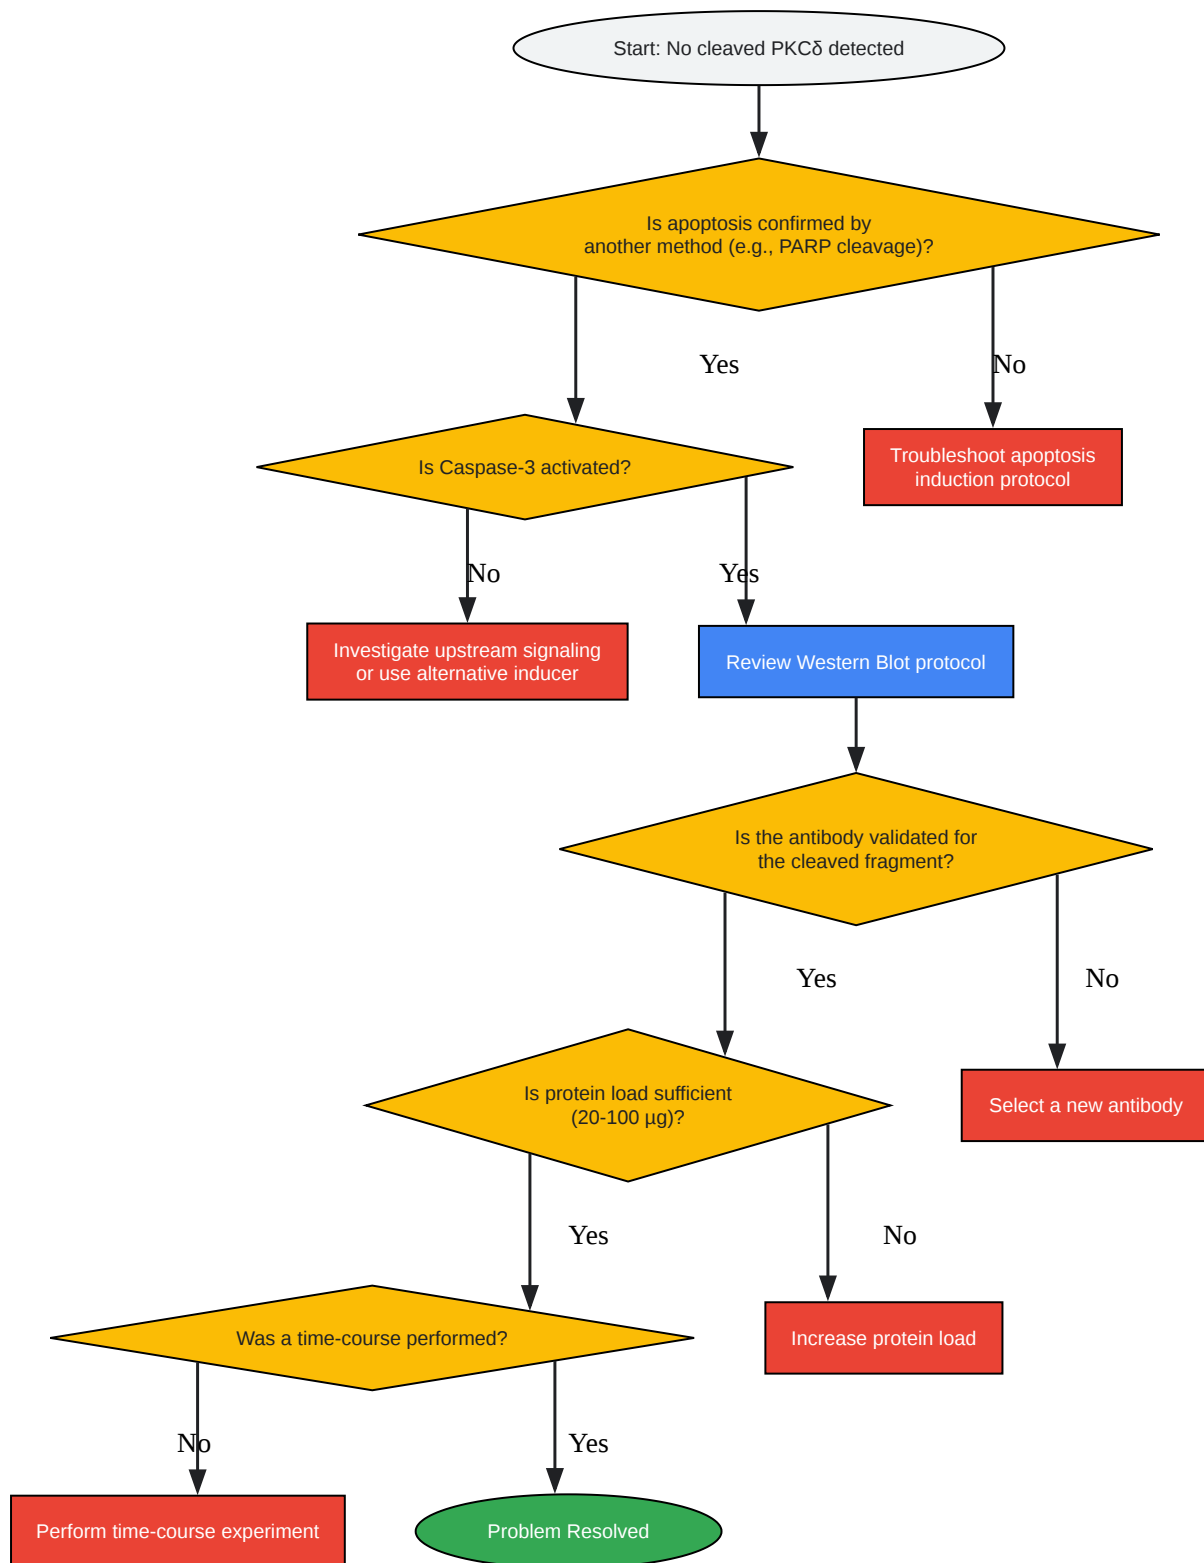 Start: No cleaved PKCδ detected
Is apoptosis confirmed by
another method (e.g., PARP cleavage)?
Yes
No
Is Caspase-3 activated?
Troubleshoot apoptosis
induction protocol
No
Yes
Investigate upstream signaling
or use alternative inducer
Review Western Blot protocol
Is the antibody validated for
the cleaved fragment?
Yes
No
Is protein load sufficient
(20-100 µg)?
Select a new antibody
Yes
No
Was a time-course performed?
Increase protein load
No
Yes
Perform time-course experiment
Problem Resolved